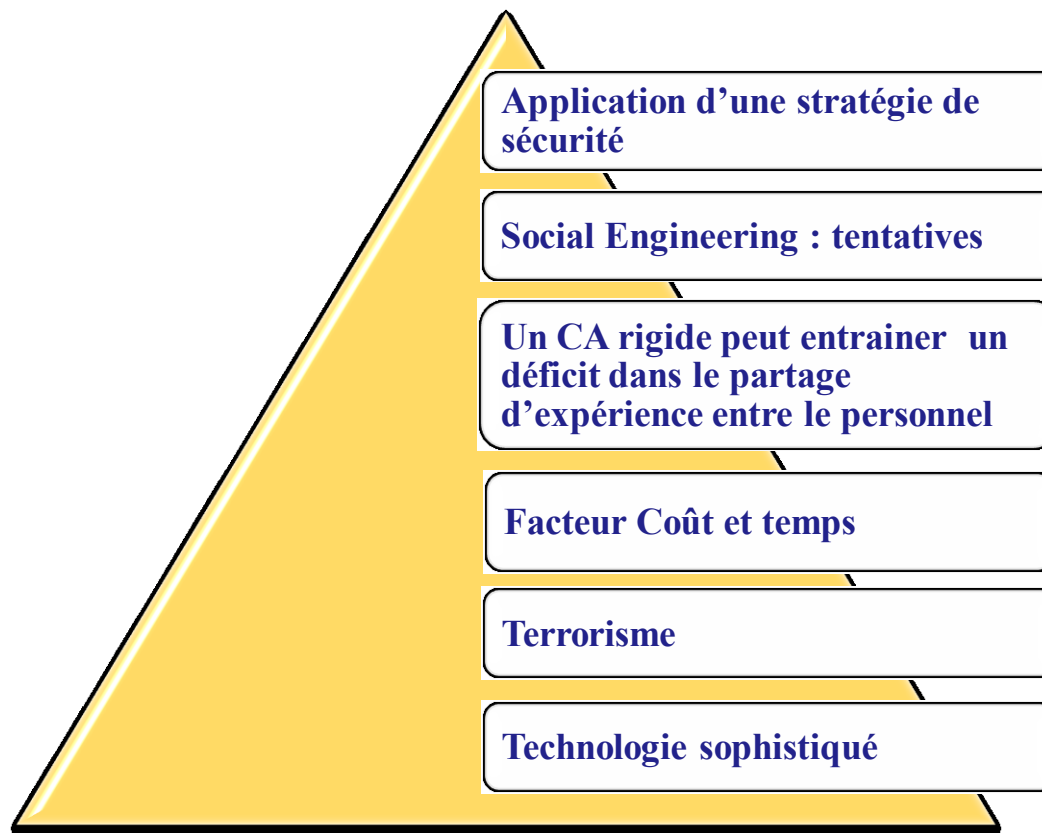 Application d’une stratégie de
sécurité
Social Engineering : tentatives
Un CA rigide peut entrainer un
déficit dans le partage
d’expérience entre le personnel
Facteur Coût et temps
Terrorisme
Technologie sophistiqué